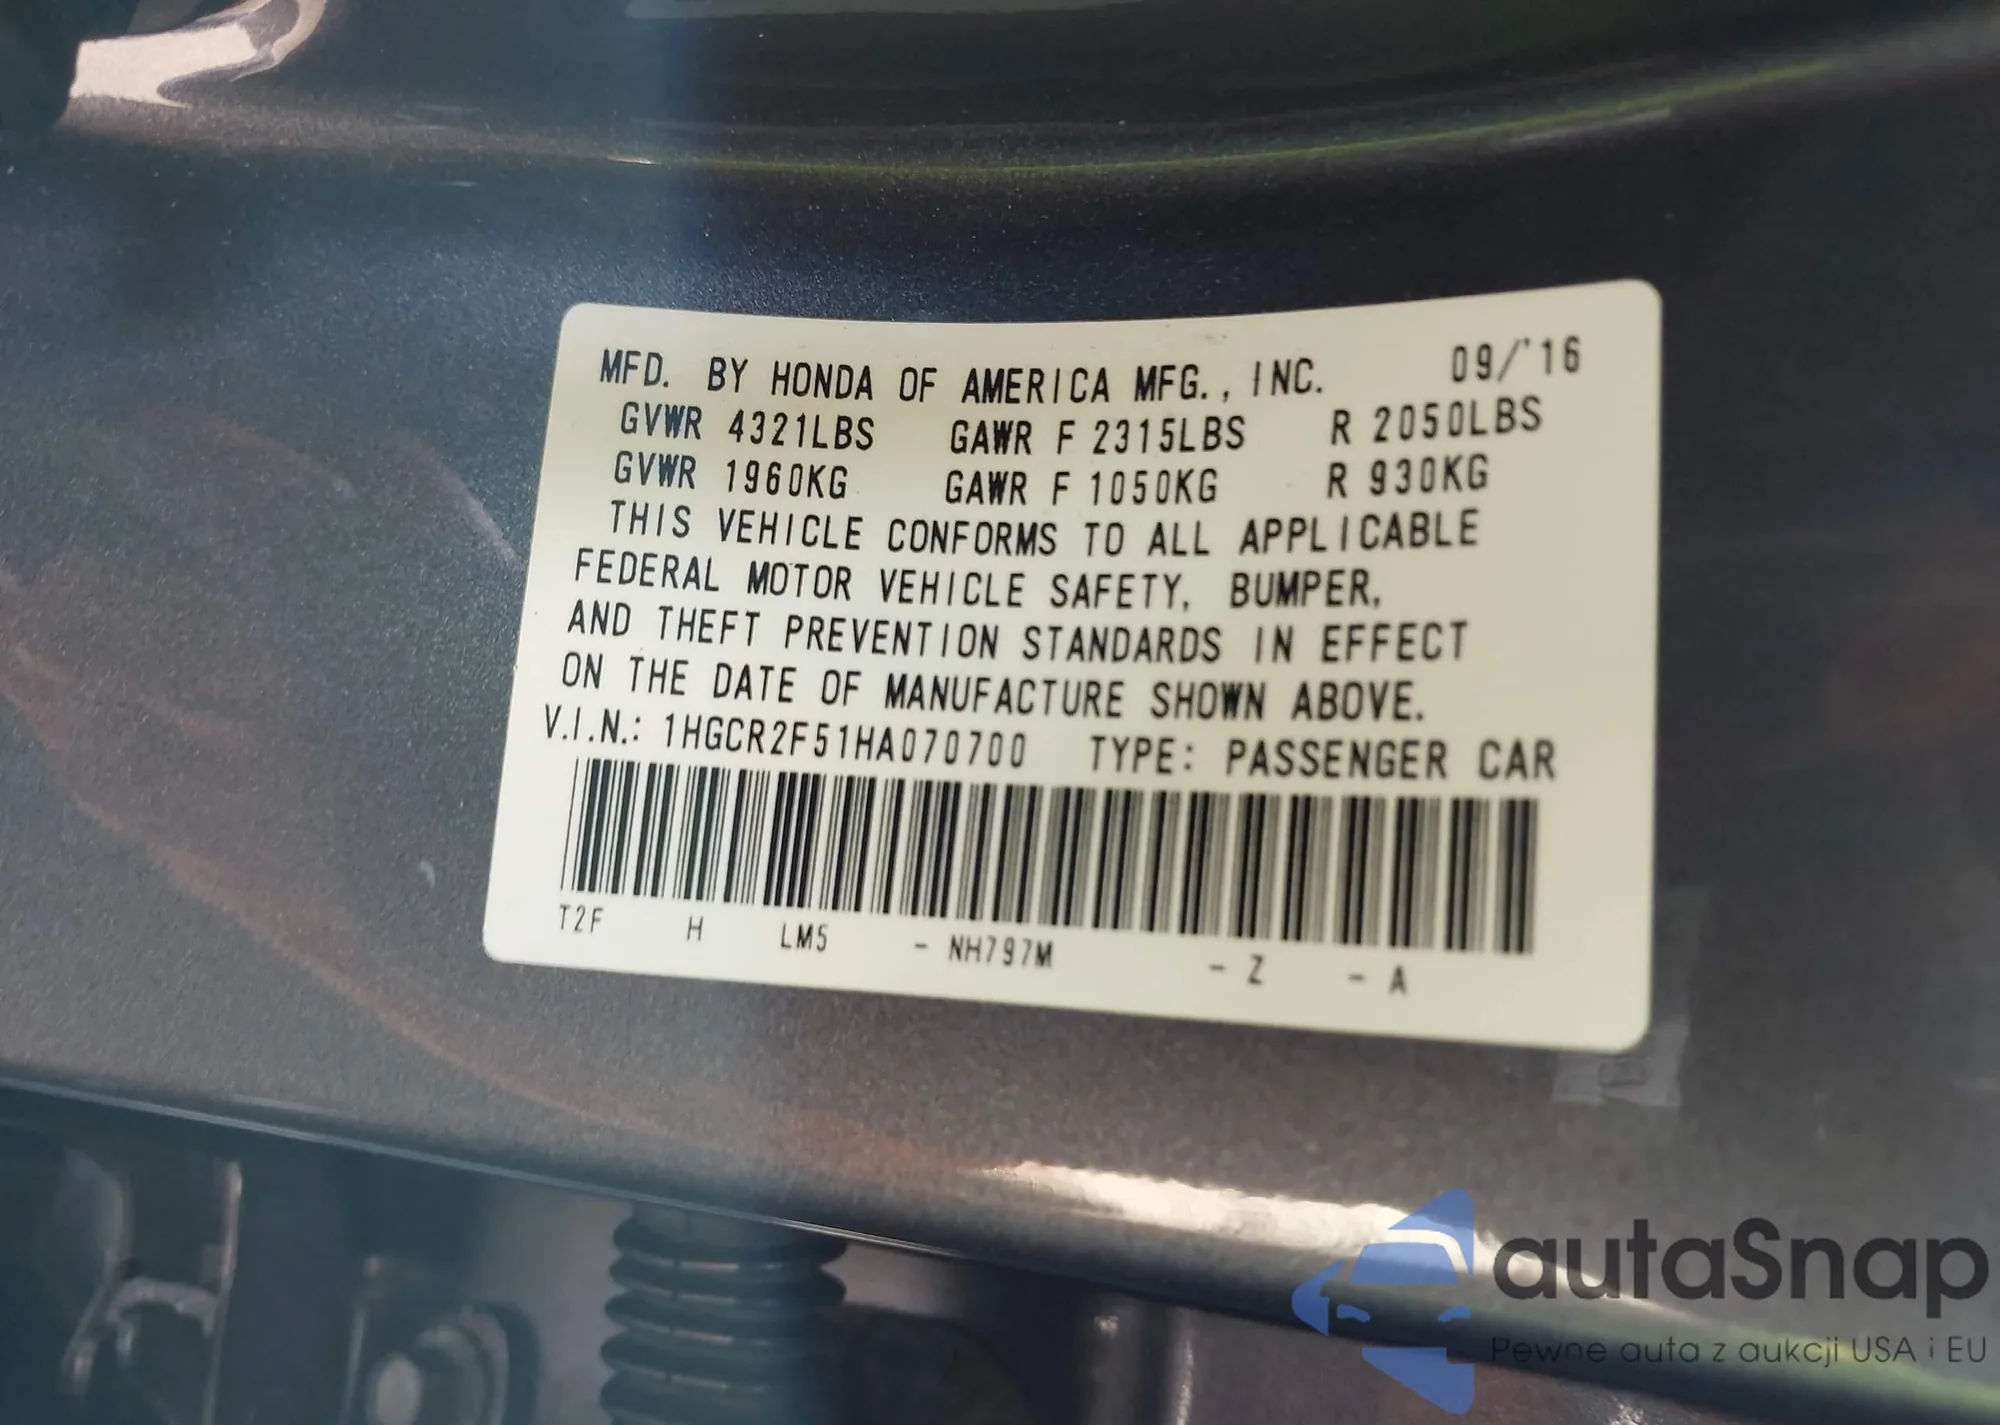 MFD. BY HONDA OF AMERICA MFG., INC. 09/'16
GVWR 4321LBS GAWR F 2315LBS R 2050LBS
GVWR 1960KG GAWR F 1050KG R 930KG
THIS VEHICLE CONFORMS TO ALL APPLICABLE
FEDERAL MOTOR VEHICLE SAFETY, BUMPER,
AND THEFT PREVENTION STANDARDS IN EFFECT
ON THE DATE OF MANUFACTURE SHOWN ABOVE.
V.I.N.: 1HGCR2F51HA070700 TYPE: PASSENGER CAR
T2F H LM5 - NH797M - Z - A
autaSnap
Pewne auta z aukcji USA i EU